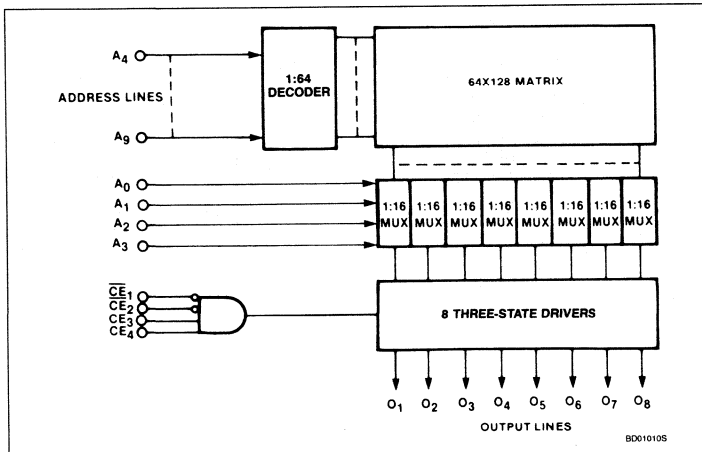 A4
ADDRESS LINES
A9
1:64
DECODER
64X128 MATRIX
A0
A1
A2
A3
1:16 MUX 1:16 MUX 1:16 MUX 1:16 MUX 1:16 MUX 1:16 MUX 1:16 MUX 1:16 MUX
CE1
CE2
CE3
CE4
8 THREE-STATE DRIVERS
O1 O2 O3 O4 O5 O6 O7 O8
OUTPUT LINES
BD01010S